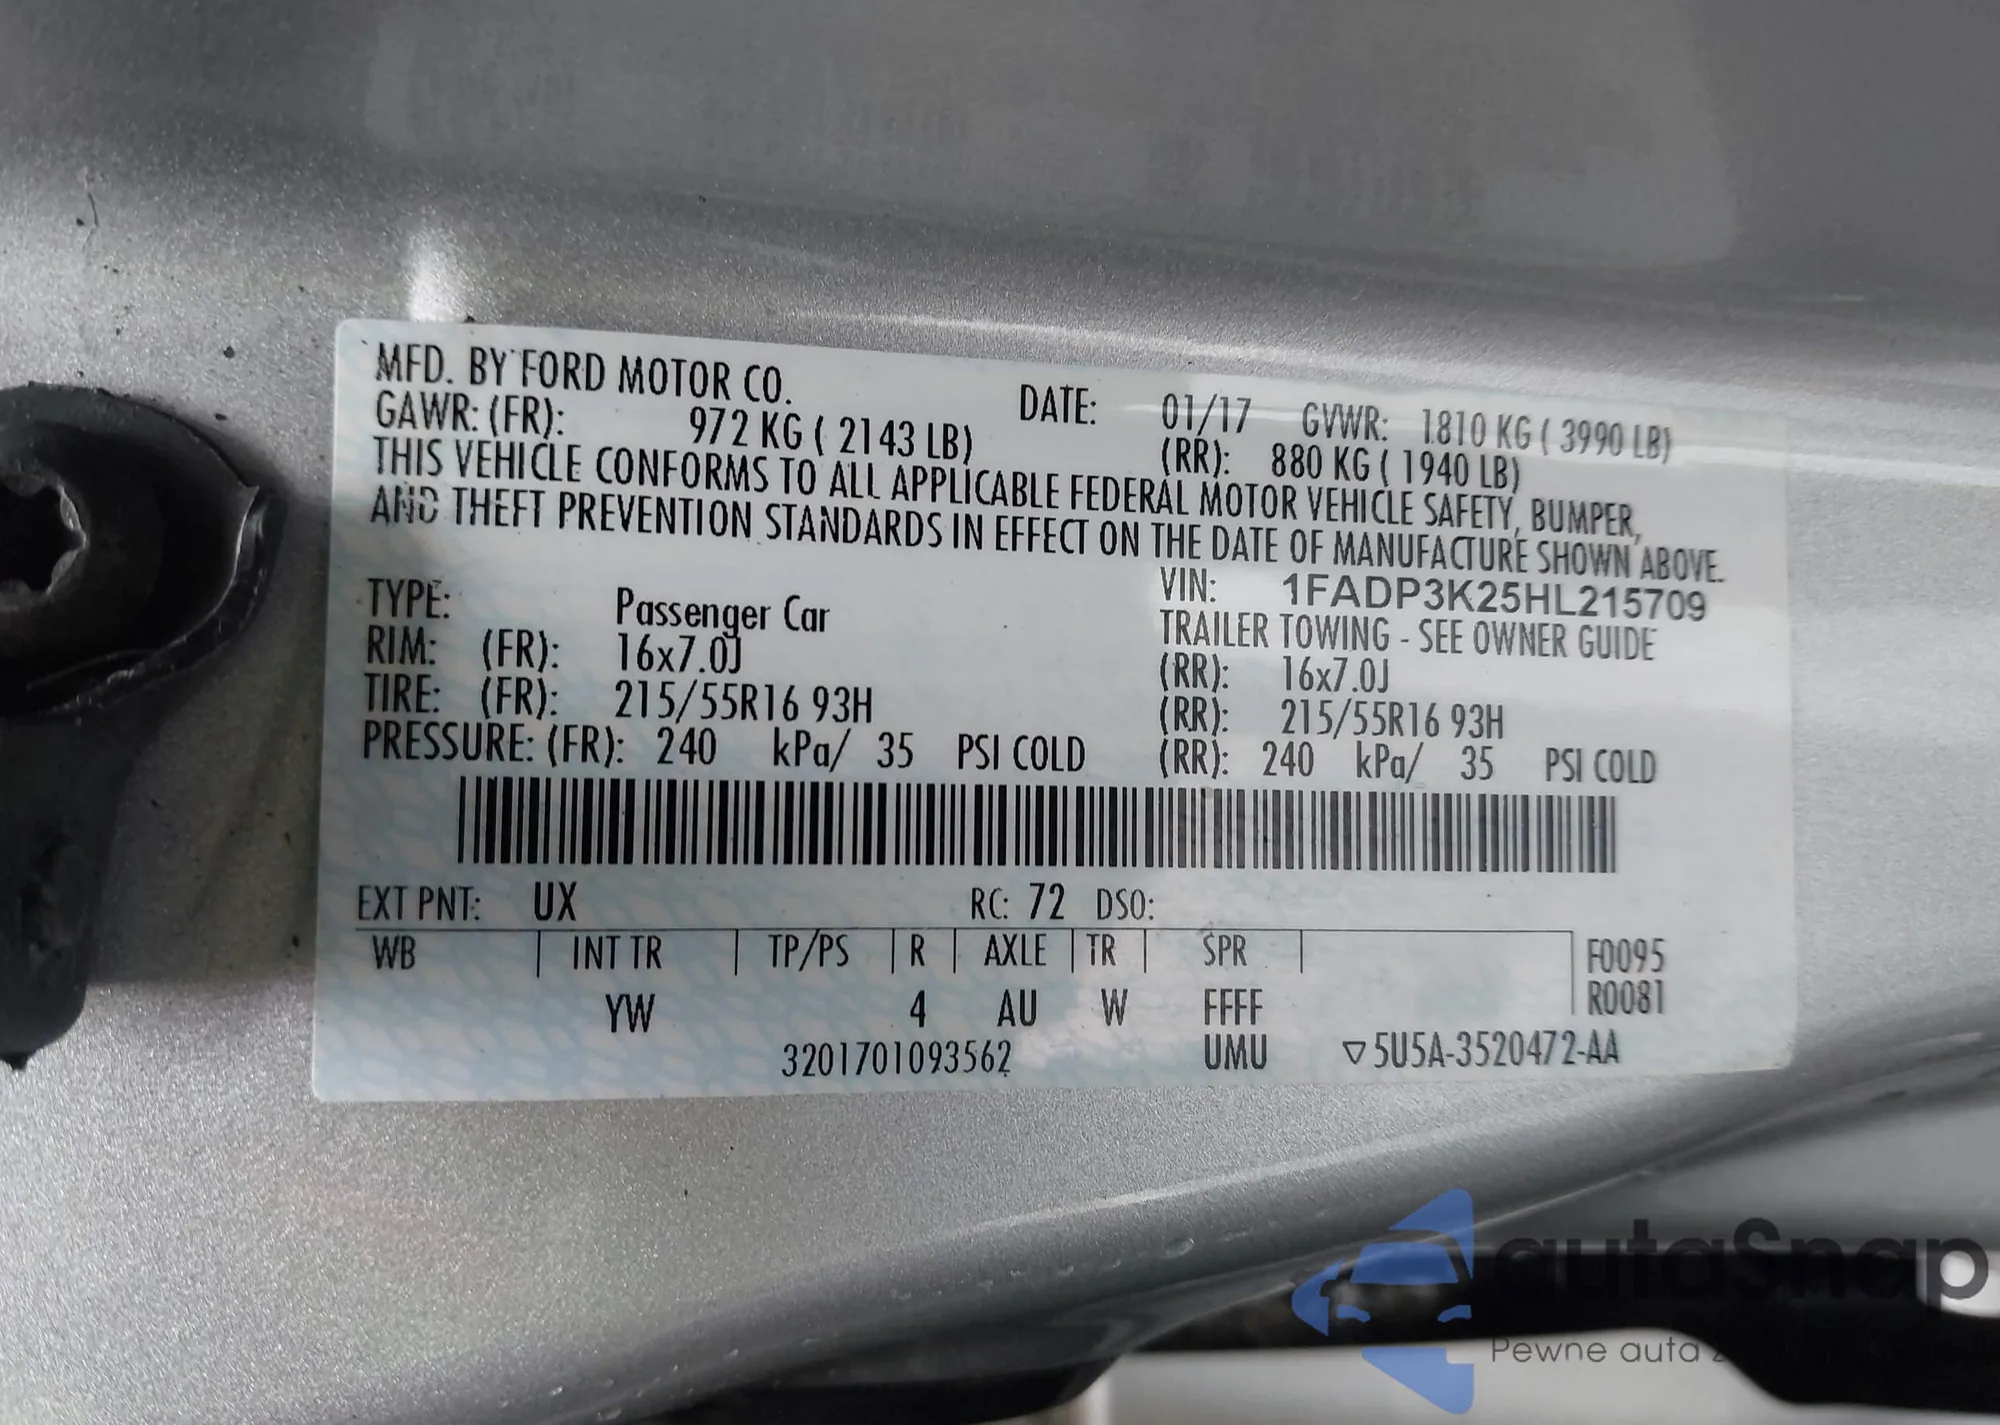 MFD. BY FORD MOTOR CO.
DATE: 01/17 GVWR: 1810 KG ( 3990 LB)
GAWR: (FR): 972 KG ( 2143 LB) (RR): 880 KG ( 1940 LB)
THIS VEHICLE CONFORMS TO ALL APPLICABLE FEDERAL MOTOR VEHICLE SAFETY, BUMPER,
AND THEFT PREVENTION STANDARDS IN EFFECT ON THE DATE OF MANUFACTURE SHOWN ABOVE.
VIN: 1FADP3K25HL215709
TYPE: Passenger Car TRAILER TOWING - SEE OWNER GUIDE
RIM: (FR): 16x7.0J (RR): 16x7.0J
TIRE: (FR): 215/55R16 93H (RR): 215/55R16 93H
PRESSURE: (FR): 240 kPa/ 35 PSI COLD (RR): 240 kPa/ 35 PSI COLD
EXT PNT: UX RC: 72 DSO:
WB INT TR TP/PS R AXLE TR SPR F0095
YW 4 AU W FFFF R0081
3201701093562 UMU ▽5U5A-3520472-AA
autaSnap
Pewne auta